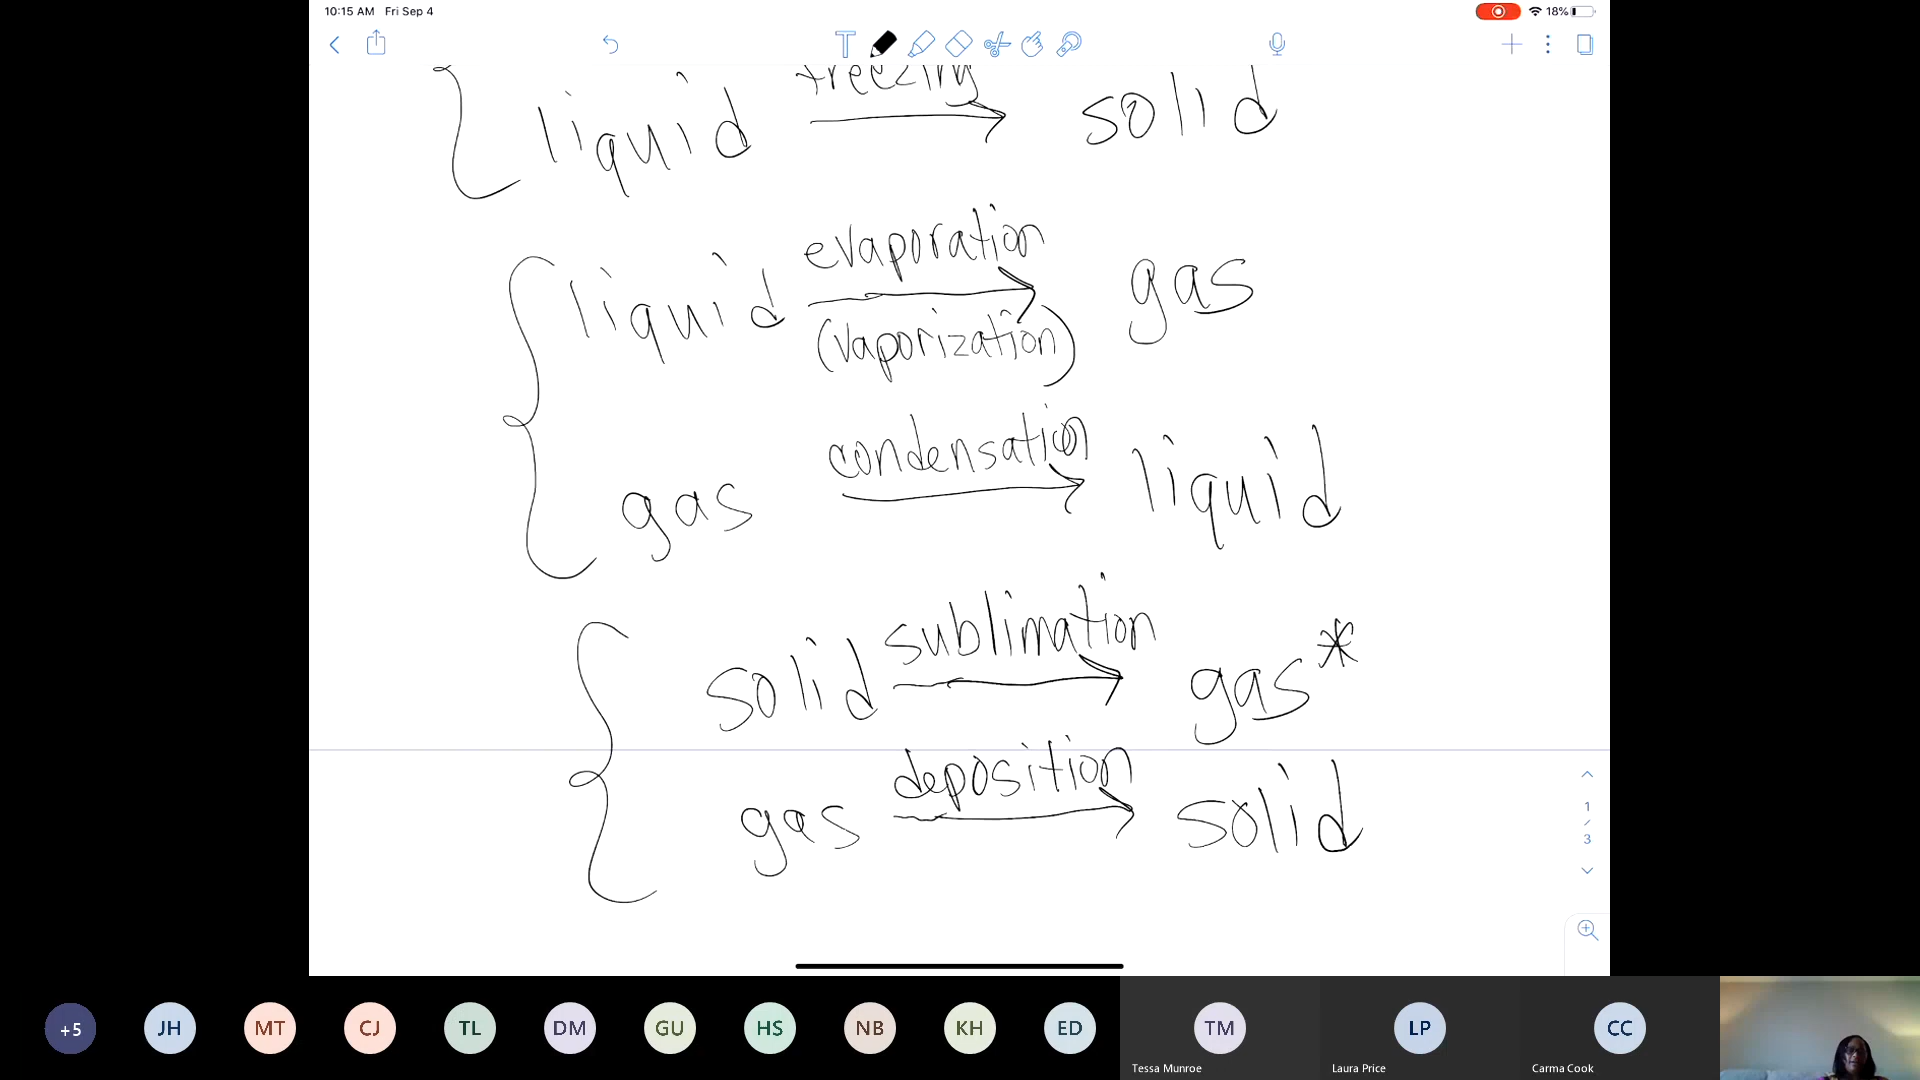 10:15 AM Fri Sep 4
18%
T
freezing
liquid → solid
evaporation
liquid → gas
(vaporization)
condensation
gas → liquid
sublimation
solid → gas*
deposition
gas → solid
1
/
3
+5 JH MT CJ TL DM GU HS NB KH ED TM LP CC
Tessa Munroe Laura Price Carma Cook